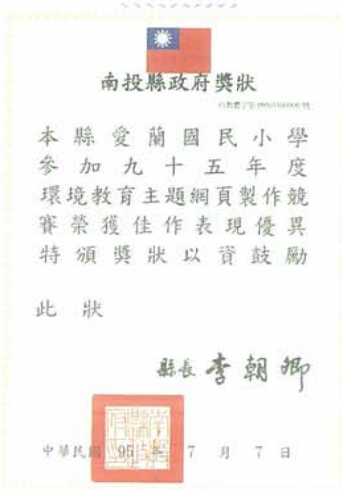 南投縣政府獎狀
本縣愛蘭國民小學
參加九十五年度
環境教育主題網頁製作競
賽榮獲佳作表現優異
特頒獎狀以資鼓勵
此狀
縣長 李朝卿
中華民國 95 年 7 月 7 日